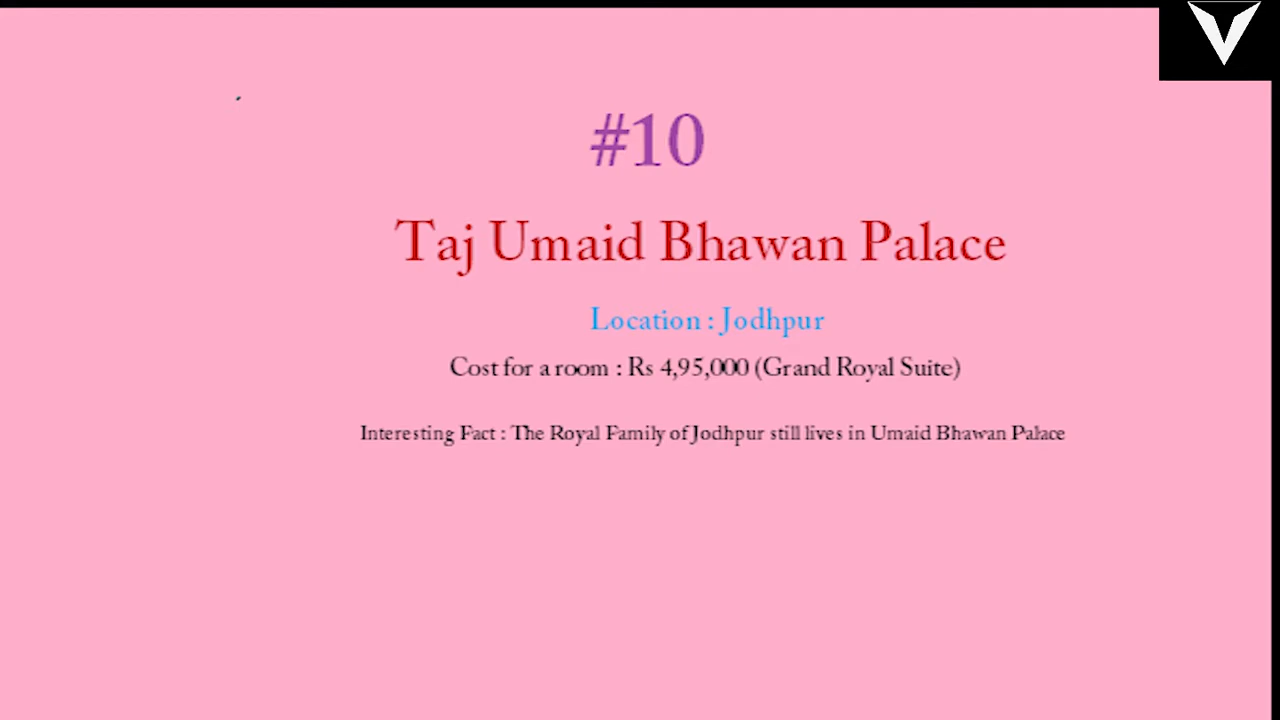 #10
Taj Umaid Bhawan Palace
Location : Jodhpur
Cost for a room : Rs 4,95,000 (Grand Royal Suite)
Interesting Fact : The Royal Family of Jodhpur still lives in Umaid Bhawan Palace